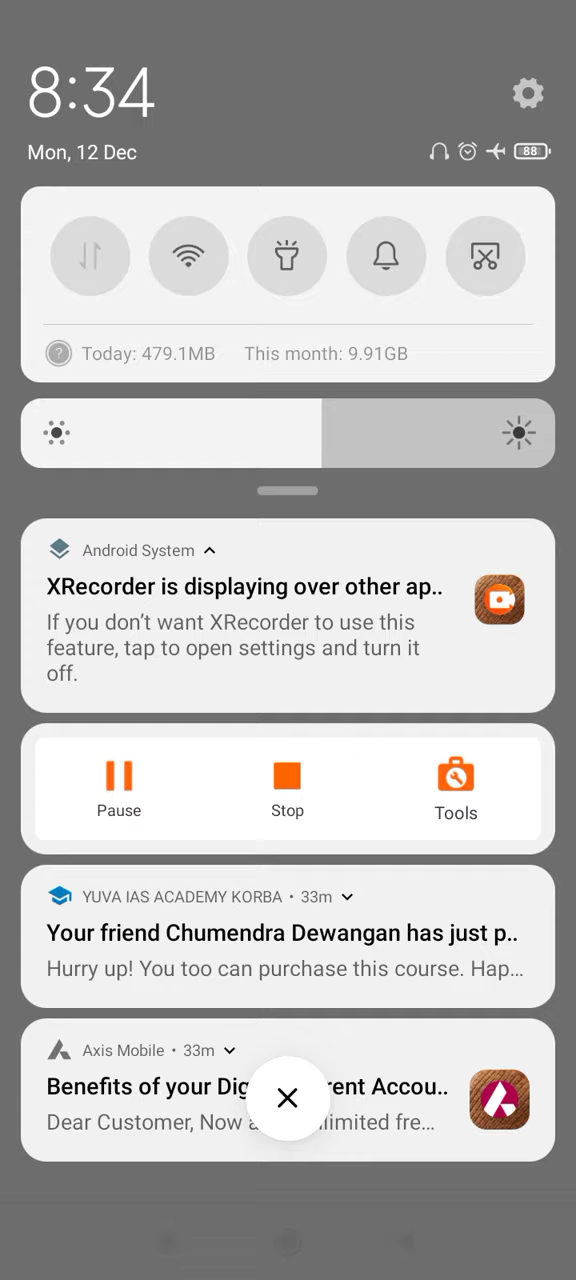 8:34
Mon, 12 Dec
88
Today: 479.1MB This month: 9.91GB
Android System
XRecorder is displaying over other ap..
If you don’t want XRecorder to use this
feature, tap to open settings and turn it
off.
Pause Stop Tools
YUVA IAS ACADEMY KORBA • 33m
Your friend Chumendra Dewangan has just p..
Hurry up! You too can purchase this course. Hap...
Axis Mobile • 33m
Benefits of your Accou..
Dear Customer, Now fre...